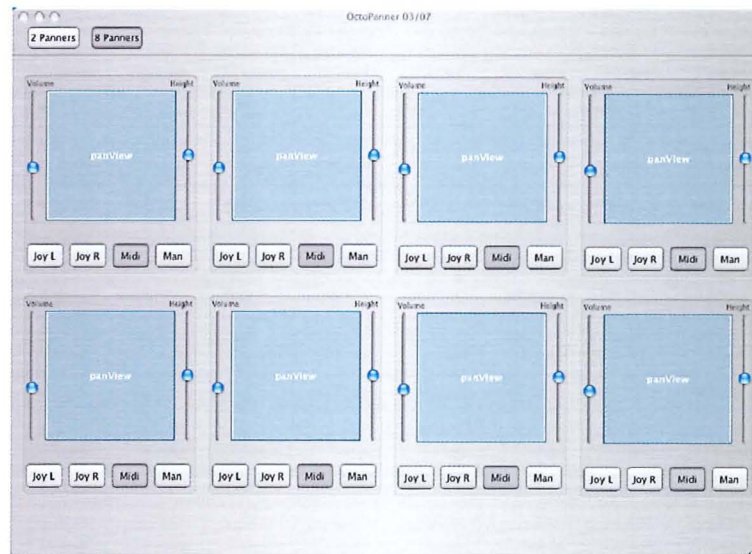 OctoPanner 03/07
2 Panners 8 Panners
Volume Height Volume Height Volume Height Volume Height
panView panView panView panView
Joy L Joy R Midi Man Joy L Joy R Midi Man Joy L Joy R Midi Man Joy L Joy R Midi Man
Volume Height Volume Height Volume Height Volume Height
panView panView panView panView
Joy L Joy R Midi Man Joy L Joy R Midi Man Joy L Joy R Midi Man Joy L Joy R Midi Man